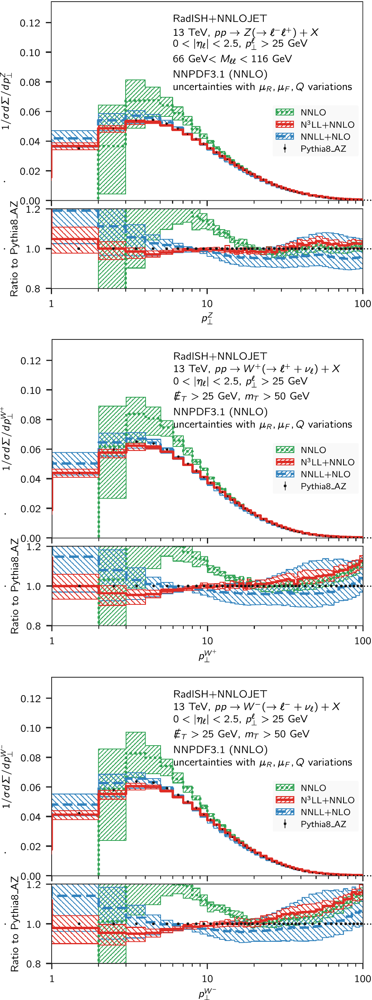 RadISH+NNLOJET
13 TeV, pp → Z(→ ℓ⁻ℓ⁺) + X
0 < |ηℓ| < 2.5, pℓ⊥ > 25 GeV
66 GeV< Mℓℓ < 116 GeV
NNPDF3.1 (NNLO)
uncertainties with μR, μF, Q variations
NNLO
N³LL+NNLO
NNLL+NLO
Pythia8_AZ
1/σdΣ/dpZ⊥
0.12
0.10
0.08
0.06
0.04
0.02
0.00
Ratio to Pythia8_AZ
1.2
1.0
0.8
1 10 100
pZ⊥
RadISH+NNLOJET
13 TeV, pp → W⁺(→ ℓ⁺ + νℓ) + X
0 < |ηℓ| < 2.5, pℓ⊥ > 25 GeV
E̸T > 25 GeV, mT > 50 GeV
NNPDF3.1 (NNLO)
uncertainties with μR, μF, Q variations
NNLO
N³LL+NNLO
NNLL+NLO
Pythia8_AZ
1/σdΣ/dpW⁺⊥
0.12
0.10
0.08
0.06
0.04
0.02
0.00
Ratio to Pythia8_AZ
1.2
1.0
0.8
1 10 100
pW⁺⊥
RadISH+NNLOJET
13 TeV, pp → W⁻(→ ℓ⁻ + νℓ) + X
0 < |ηℓ| < 2.5, pℓ⊥ > 25 GeV
E̸T > 25 GeV, mT > 50 GeV
NNPDF3.1 (NNLO)
uncertainties with μR, μF, Q variations
NNLO
N³LL+NNLO
NNLL+NLO
Pythia8_AZ
1/σdΣ/dpW⁻⊥
0.12
0.10
0.08
0.06
0.04
0.02
0.00
Ratio to Pythia8_AZ
1.2
1.0
0.8
1 10 100
pW⁻⊥